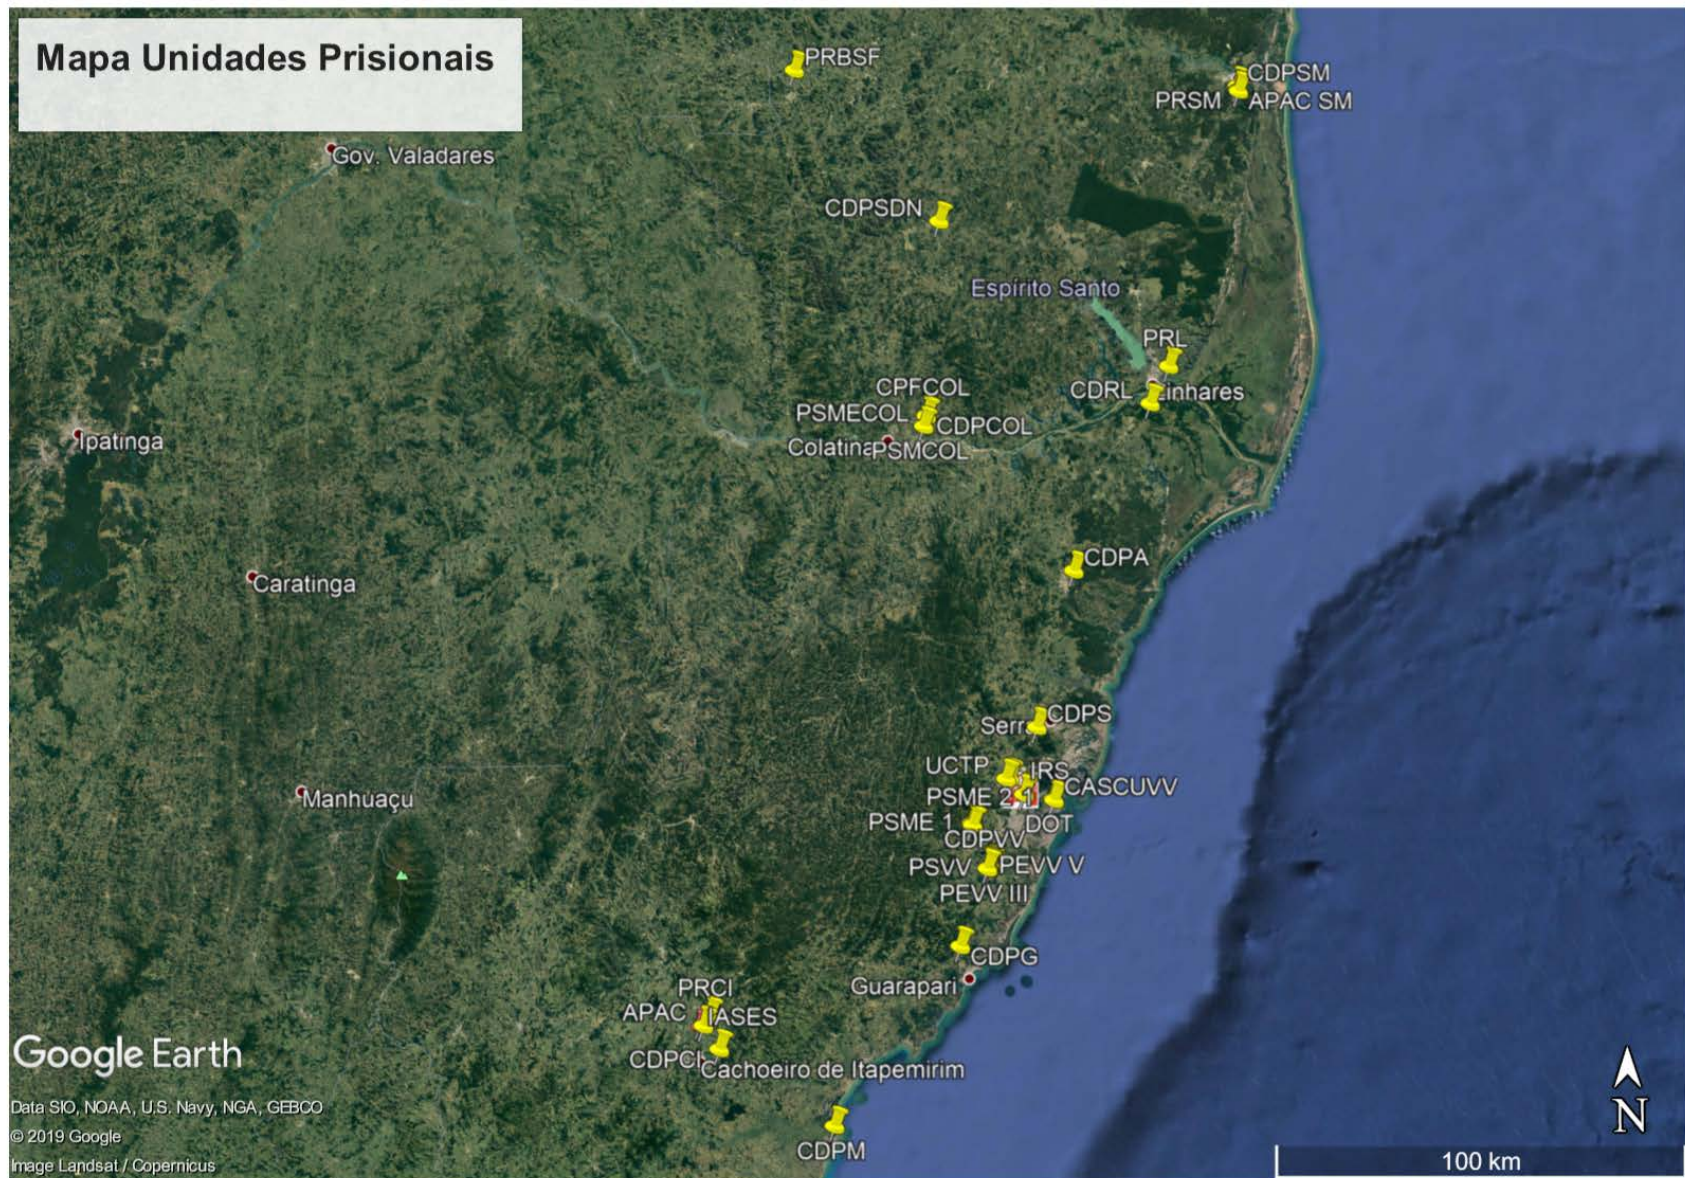 Mapa Unidades Prisionais
PRBSF
CDPSM
PRSM
APAC SM
Gov. Valadares
CDPSDN
Espírito Santo
PRL
CPFCOL
CDRL
Linhares
PSMECOL
CDPCOL
Ipatinga
Colatina
PSMCOL
CDPA
Caratinga
CDPS
Serra
UCTP
IRS
CASCUVV
PSME 2
1
Manhuaçu
PSME 1
DOT
CDPVV
PSVV
PEVV V
PEVV III
CDPG
Guarapari
PRCI
APAC
IASES
CDPCI
Cachoeiro de Itapemirim
Google Earth
Data SIO, NOAA, U.S. Navy, NGA, GEBCO
© 2019 Google
Image Landsat / Copernicus
CDPM
N
100 km